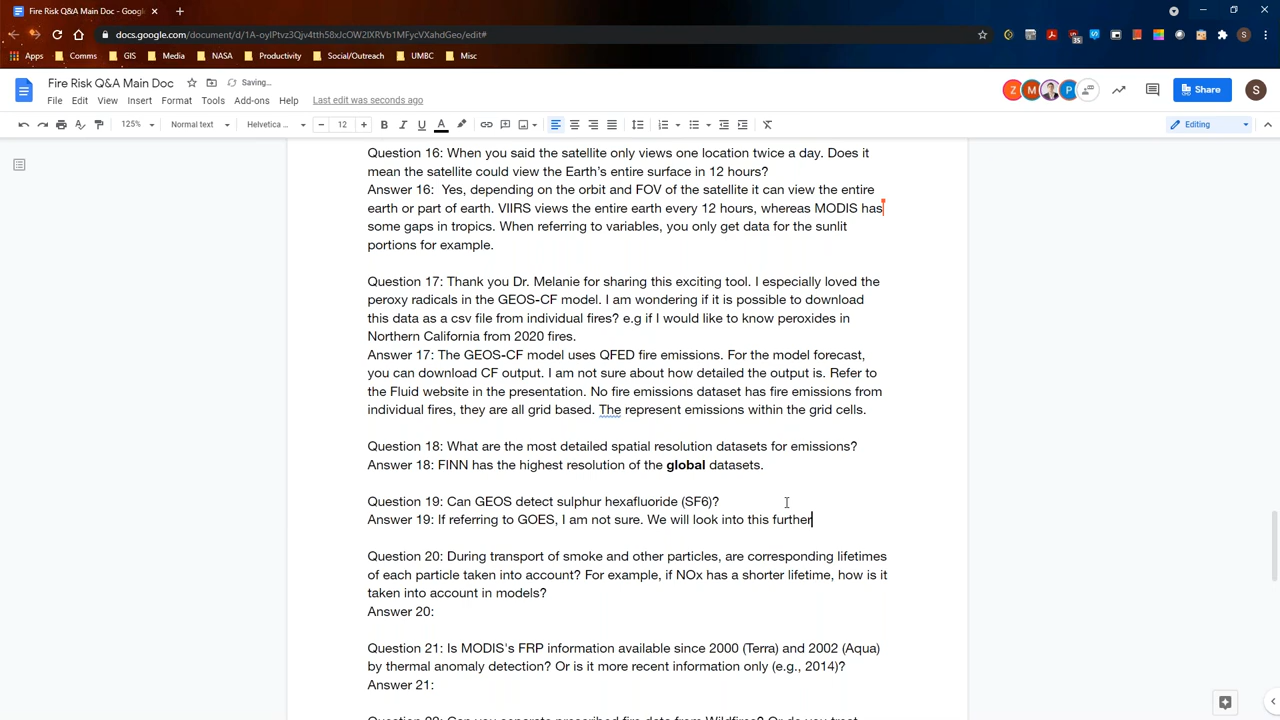 Fire Risk Q&A Main Doc - Googl
docs.google.com/document/d/1A-oyIPtvz3Qjv4tth58xJcOW2IXRVb1MFycVXahdGeo/edit#
Apps Comms GIS Media NASA Productivity Social/Outreach UMBC Misc
Fire Risk Q&A Main Doc Saving...
File Edit View Insert Format Tools Add-ons Help Last edit was seconds ago
Z M P Share S
125% Normal text Helvetica ... 12 Editing
Question 16: When you said the satellite only views one location twice a day. Does it
mean the satellite could view the Earth's entire surface in 12 hours?
Answer 16:  Yes, depending on the orbit and FOV of the satellite it can view the entire
earth or part of earth. VIIRS views the entire earth every 12 hours, whereas MODIS has
some gaps in tropics. When referring to variables, you only get data for the sunlit
portions for example.
Question 17: Thank you Dr. Melanie for sharing this exciting tool. I especially loved the
peroxy radicals in the GEOS-CF model. I am wondering if it is possible to download
this data as a csv file from individual fires? e.g if I would like to know peroxides in
Northern California from 2020 fires.
Answer 17: The GEOS-CF model uses QFED fire emissions. For the model forecast,
you can download CF output. I am not sure about how detailed the output is. Refer to
the Fluid website in the presentation. No fire emissions dataset has fire emissions from
individual fires, they are all grid based. The represent emissions within the grid cells.
Question 18: What are the most detailed spatial resolution datasets for emissions?
Answer 18: FINN has the highest resolution of the global datasets.
Question 19: Can GEOS detect sulphur hexafluoride (SF6)?
Answer 19: If referring to GOES, I am not sure. We will look into this further
Question 20: During transport of smoke and other particles, are corresponding lifetimes
of each particle taken into account? For example, if NOx has a shorter lifetime, how is it
taken into account in models?
Answer 20:
Question 21: Is MODIS's FRP information available since 2000 (Terra) and 2002 (Aqua)
by thermal anomaly detection? Or is it more recent information only (e.g., 2014)?
Answer 21: